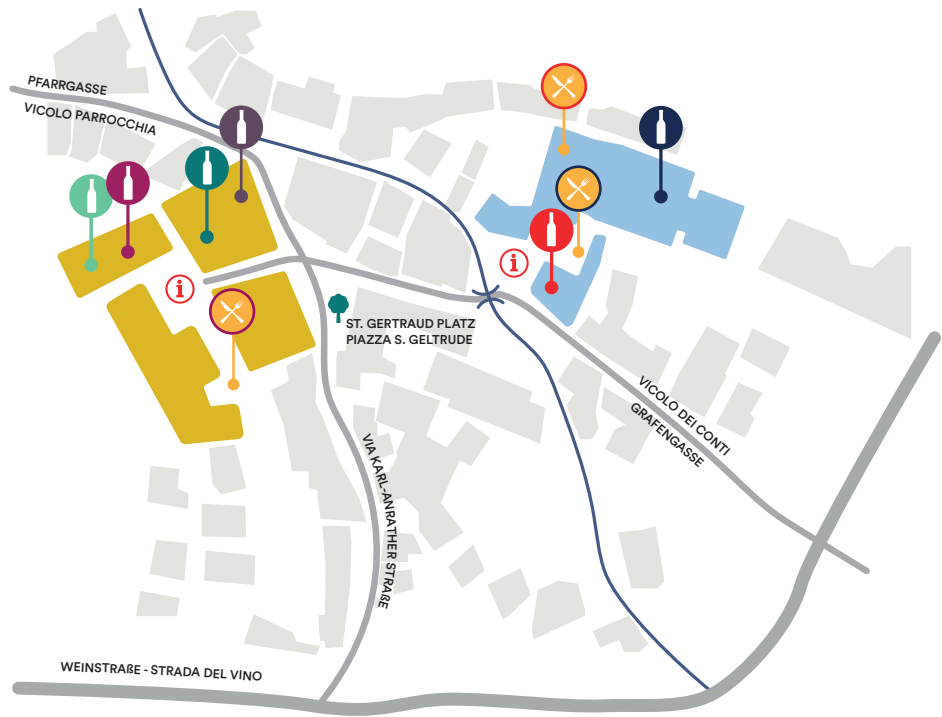 PFARRGASSE
VICOLO PARROCCHIA
i
i
ST. GERTRAUD PLATZ
PIAZZA S. GELTRUDE
VICOLO DEI CONTI
GRAFENGASSE
VIA KARL-ANRATHER STRAßE
WEINSTRAßE - STRADA DEL VINO